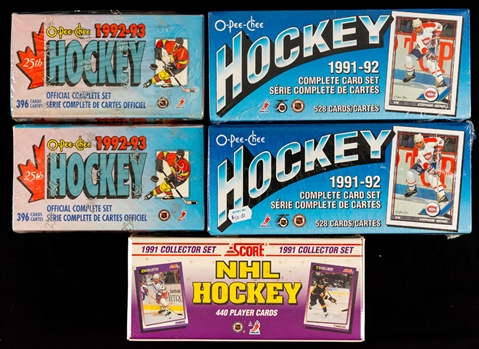 1992-93
25th
HOCKEY
396 CARDS
CARTES
OFFICIAL COMPLETE SET
SÉRIE COMPLÈTE DE CARTES OFFICIEL
O-Pee-Chee
HOCKEY
1991-92
COMPLETE CARD SET
SÉRIE COMPLÈTE DE CARTES
528 CARDS/CARTES
O-Pee-Chee
1992-93
25th
HOCKEY
396 CARDS
CARTES
OFFICIAL COMPLETE SET
SÉRIE COMPLÈTE DE CARTES OFFICIEL
O-Pee-Chee
HOCKEY
1991-92
COMPLETE CARD SET
SÉRIE COMPLÈTE DE CARTES
528 CARDS/CARTES
1991 COLLECTOR SET
SCORE
1991 COLLECTOR SET
NHL
HOCKEY
440 PLAYER CARDS